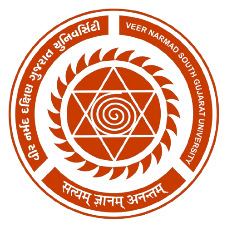 વીર નર્મદ દક્ષિણ ગુજરાત યુનિવર્સિટી
VEER NARMAD SOUTH GUJARAT UNIVERSITY
सत्यम् ज्ञानम् अनन्तम्